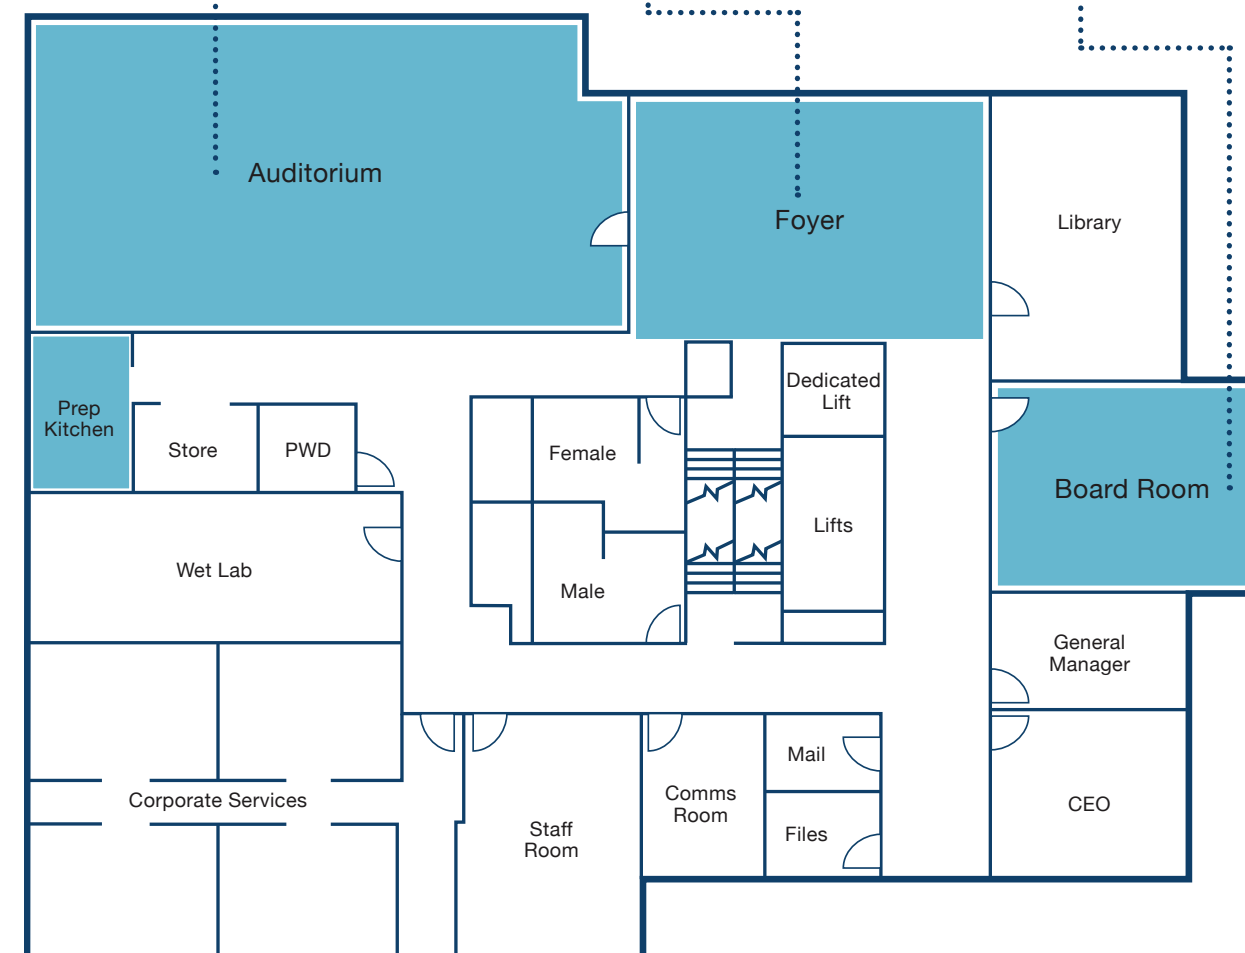 Auditorium
Foyer
Library
Prep
Kitchen
Store
PWD
Female
Dedicated
Lift
Lifts
Board Room
Wet Lab
Male
General
Manager
Corporate Services
Staff
Room
Comms
Room
Mail
Files
CEO